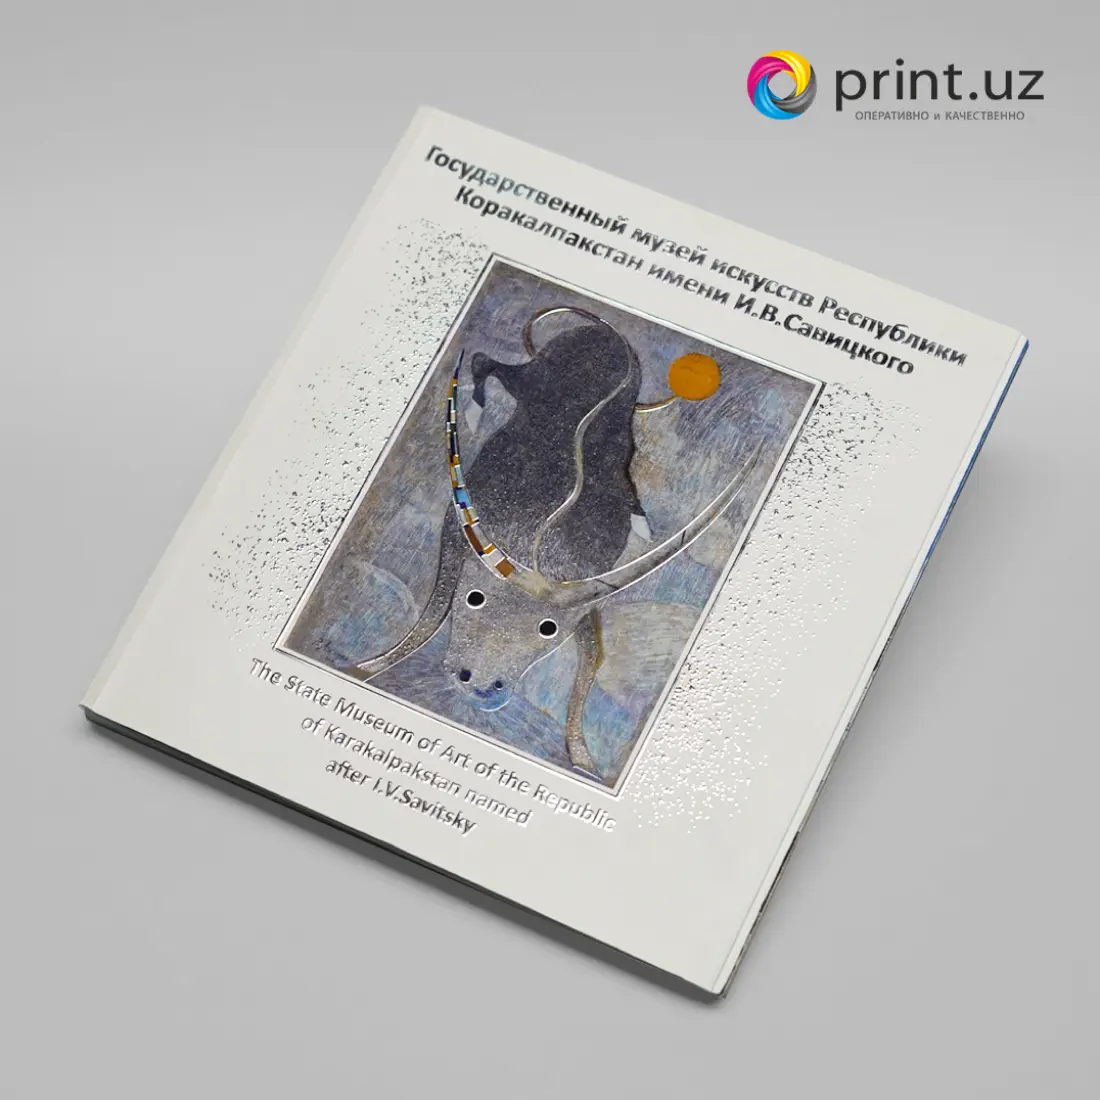 print.uz
ОПЕРАТИВНО и КАЧЕСТВЕННО
Государственный музей искусств Республики
Коракалпакстан имени И.В.Савицкого
The State Museum of Art of the Republic
of Karakalpakstan named
after I.V.Savitsky